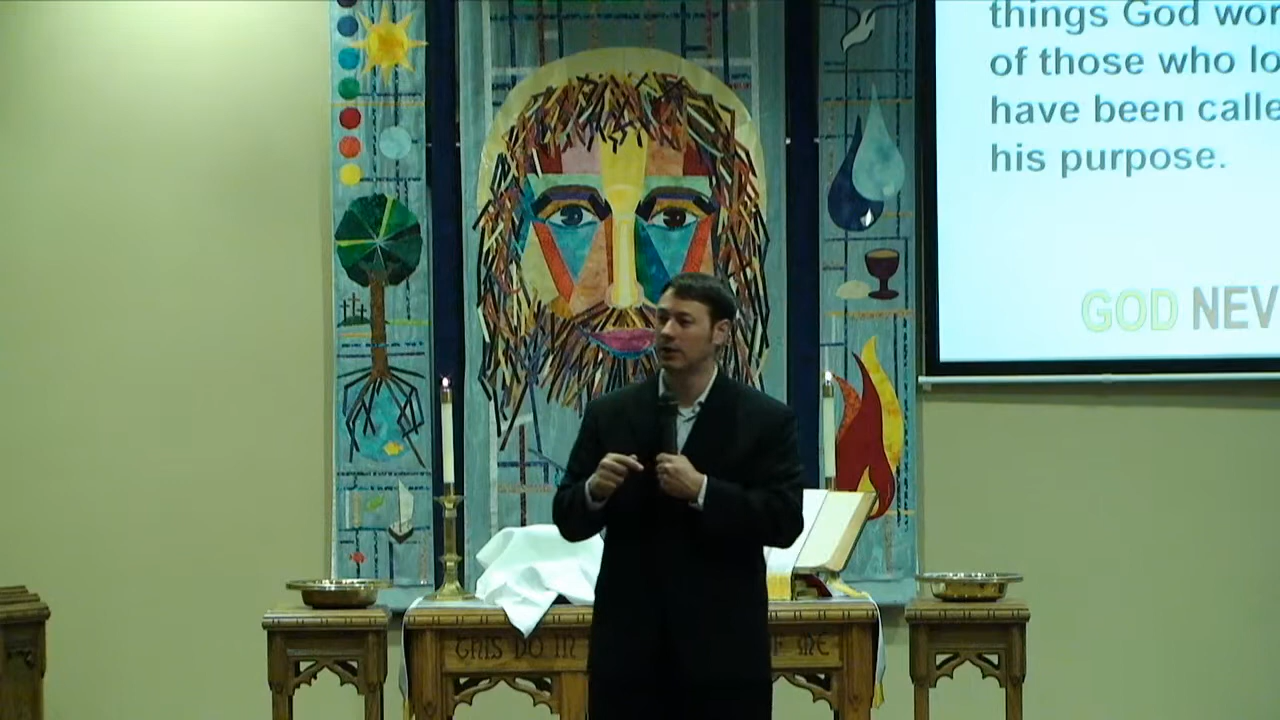 things God wor
of those who lo
have been calle
his purpose.
GOD NEV
THIS DO IN F ME